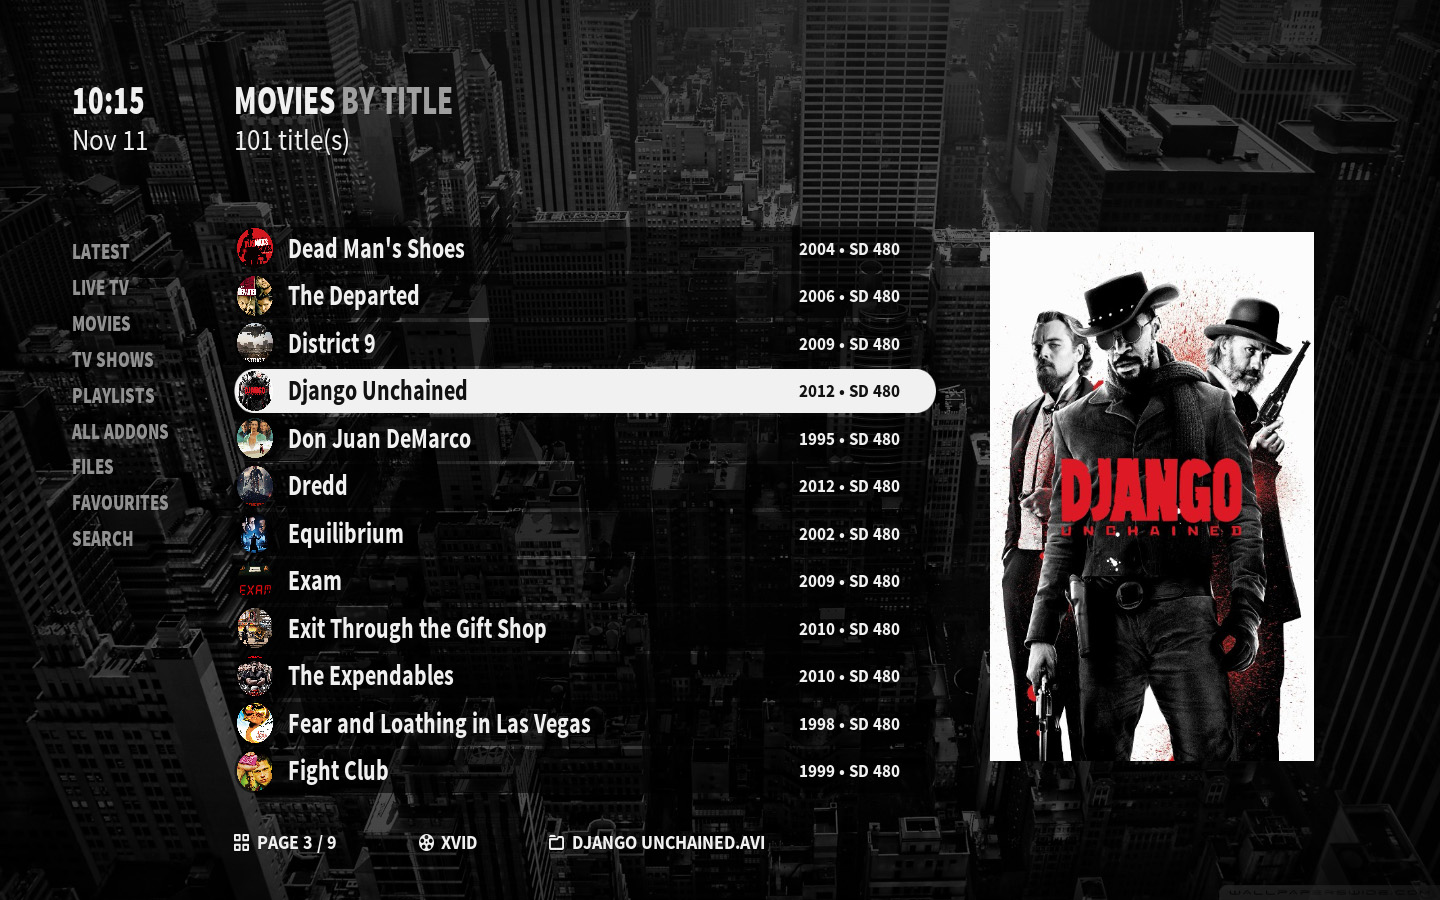 10:15
Nov 11
MOVIES BY TITLE
101 title(s)
LATEST
LIVE TV
MOVIES
TV SHOWS
PLAYLISTS
ALL ADDONS
FILES
FAVOURITES
SEARCH
Dead Man's Shoes 2004 • SD 480
The Departed 2006 • SD 480
District 9 2009 • SD 480
Django Unchained 2012 • SD 480
Don Juan DeMarco 1995 • SD 480
Dredd 2012 • SD 480
Equilibrium 2002 • SD 480
EXAM
Exam 2009 • SD 480
Exit Through the Gift Shop 2010 • SD 480
The Expendables 2010 • SD 480
Fear and Loathing in Las Vegas 1998 • SD 480
Fight Club 1999 • SD 480
DJANGO
UNCHAINED
PAGE 3 / 9 XVID DJANGO UNCHAINED.AVI